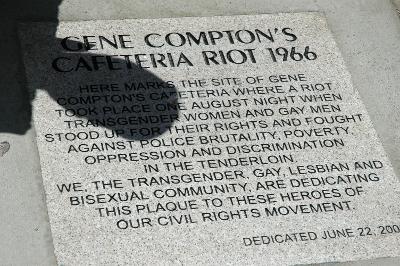 GENE COMPTON'S
CAFETERIA RIOT 1966
HERE MARKS THE SITE OF GENE
COMPTON'S CAFETERIA WHERE A RIOT
TOOK PLACE ONE AUGUST NIGHT WHEN
TRANSGENDER WOMEN AND GAY MEN
STOOD UP FOR THEIR RIGHTS AND FOUGHT
AGAINST POLICE BRUTALITY, POVERTY,
OPPRESSION AND DISCRIMINATION
IN THE TENDERLOIN.
WE, THE TRANSGENDER, GAY, LESBIAN AND
BISEXUAL COMMUNITY, ARE DEDICATING
THIS PLAQUE TO THESE HEROES OF
OUR CIVIL RIGHTS MOVEMENT.
DEDICATED JUNE 22,